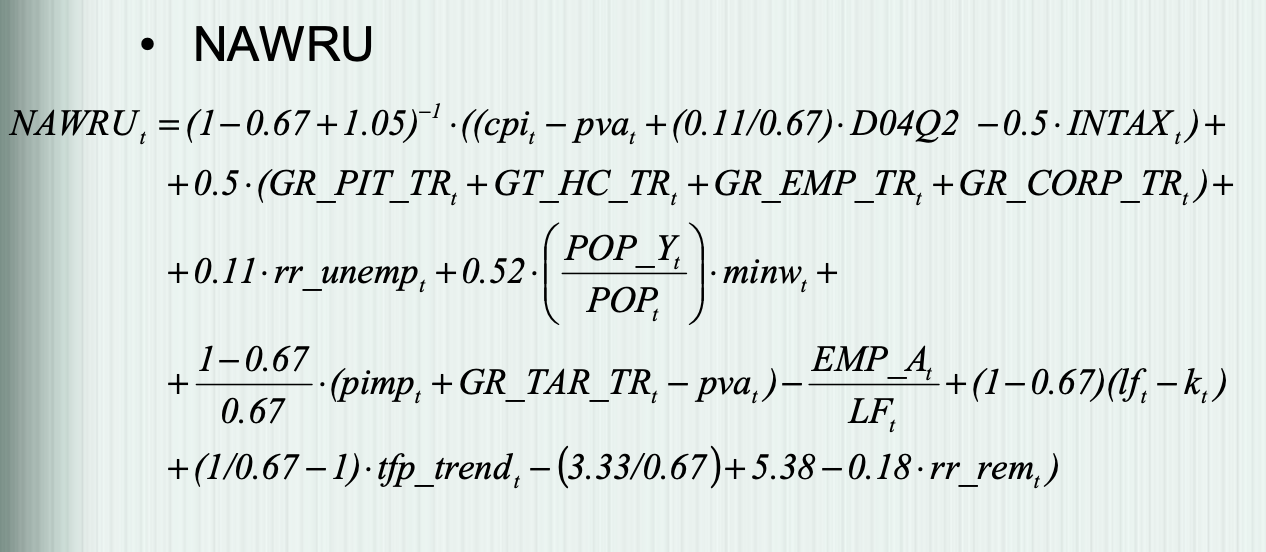 • NAWRU
NAWRU_t = (1−0.67+1.05)^−1 · ((cpi_t − pva_t + (0.11/0.67) · D04Q2 −0.5 · INTAX_t) +
+0.5 · (GR_PIT_TR_t + GT_HC_TR_t + GR_EMP_TR_t + GR_CORP_TR_t) +
+0.11 · rr_unemp_t + 0.52 · (POP_Y_t / POP_t) · minw_t +
+ (1−0.67)/0.67 · (pimp_t + GR_TAR_TR_t − pva_t) − EMP_A_t / LF_t + (1−0.67)(lf_t − k_t)
+(1/0.67 −1) · tfp_trend_t − (3.33/0.67) + 5.38 − 0.18 · rr_rem_t)